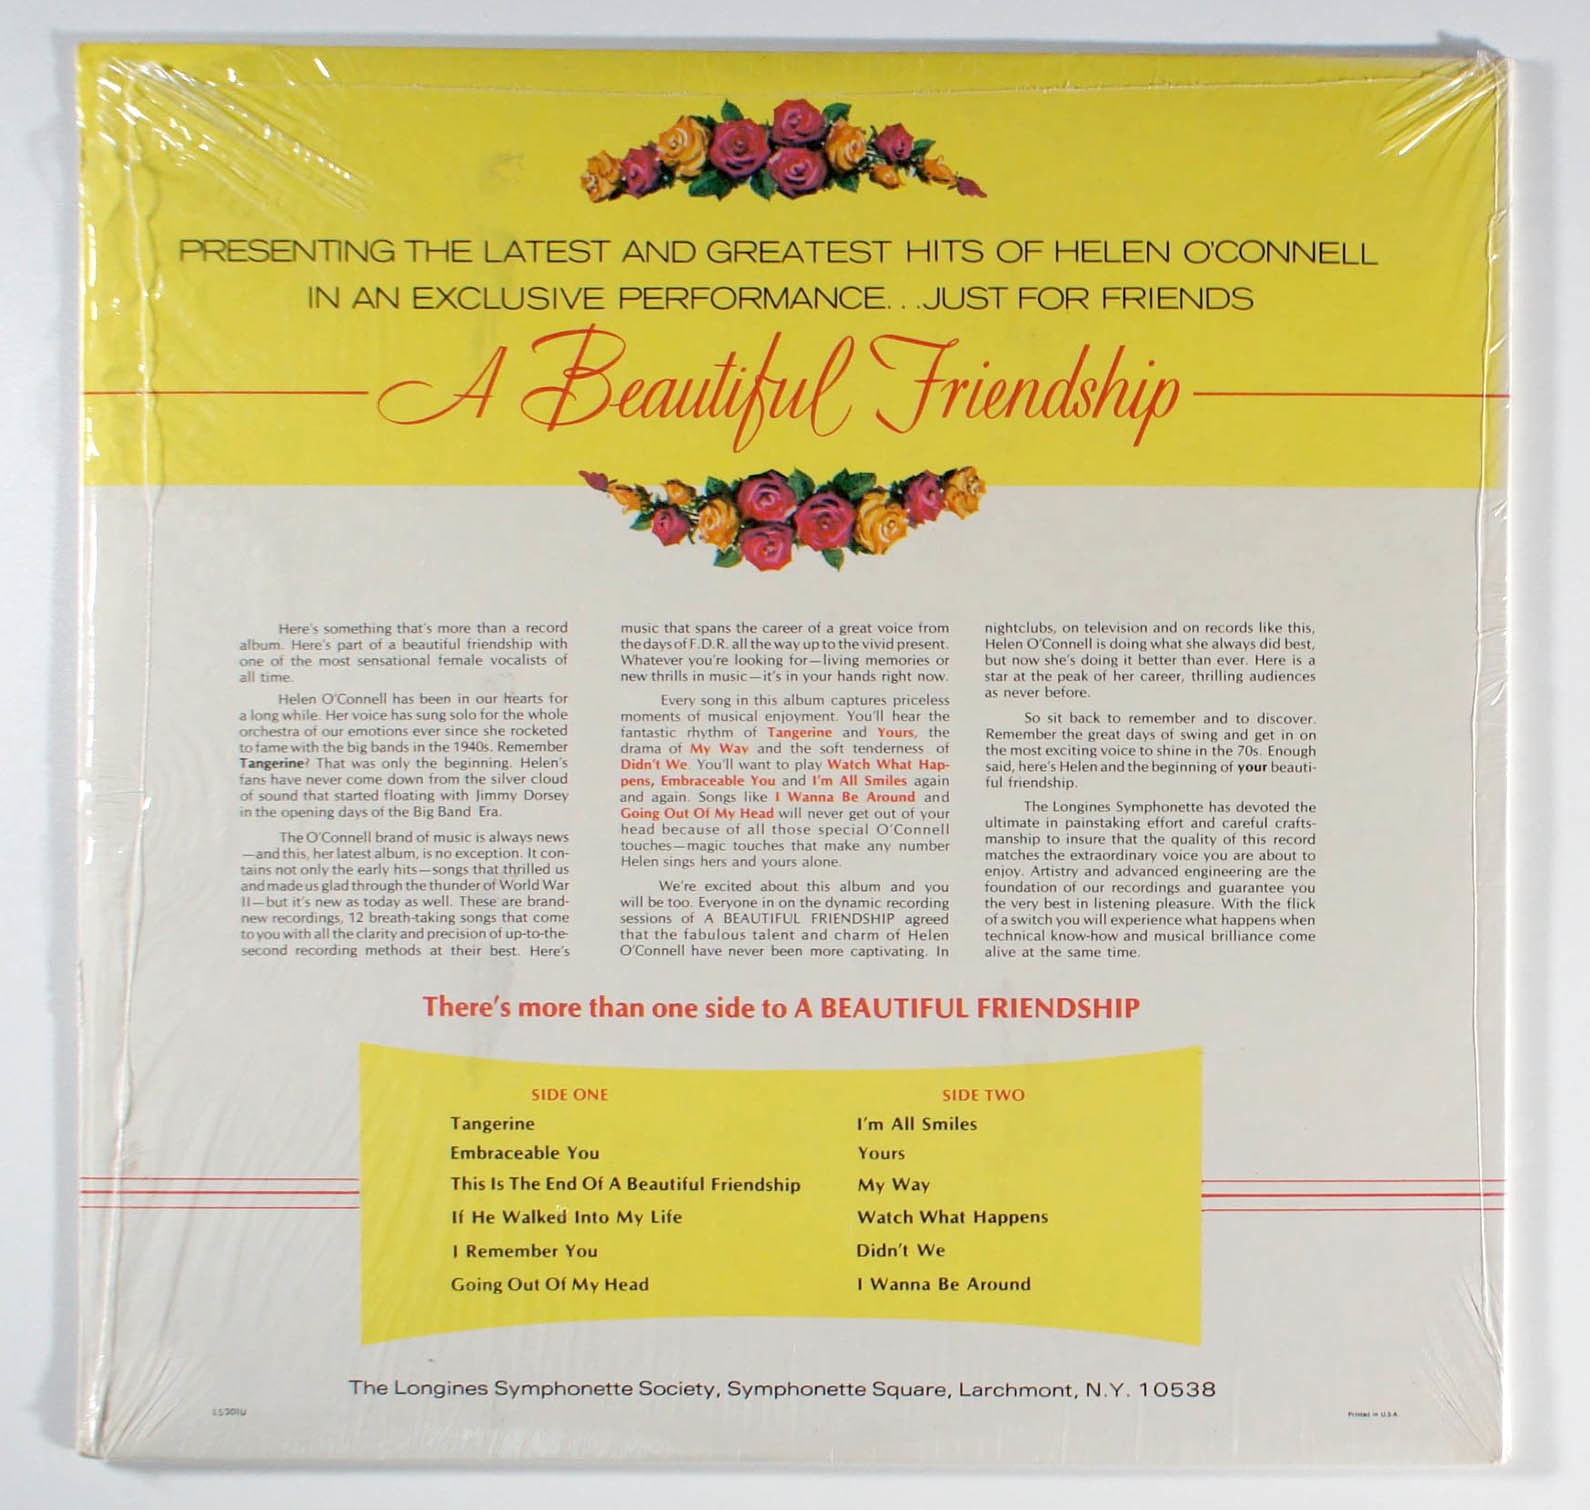 PRESENTING THE LATEST AND GREATEST HITS OF HELEN O'CONNELL
IN AN EXCLUSIVE PERFORMANCE...JUST FOR FRIENDS
A Beautiful Friendship
Here's something that's more than a record
album. Here's part of a beautiful friendship with
one of the most sensational female vocalists of
all time.
Helen O'Connell has been in our hearts for
a long while. Her voice has sung solo for the whole
orchestra of our emotions ever since she rocketed
to fame with the big bands in the 1940s. Remember
Tangerine? That was only the beginning. Helen's
fans have never come down from the silver cloud
of sound that started floating with Jimmy Dorsey
in the opening days of the Big Band Era.
The O'Connell brand of music is always news
—and this, her latest album, is no exception. It con-
tains not only the early hits—songs that thrilled us
and made us glad through the thunder of World War
II—but it's new as today as well. These are brand-
new recordings, 12 breath-taking songs that come
to you with all the clarity and precision of up-to-the-
second recording methods at their best. Here's
music that spans the career of a great voice from
the days of F.D.R. all the way up to the vivid present.
Whatever you're looking for—living memories or
new thrills in music—it's in your hands right now.
Every song in this album captures priceless
moments of musical enjoyment. You'll hear the
fantastic rhythm of Tangerine and Yours, the
drama of My Way and the soft tenderness of
Didn't We. You'll want to play Watch What Hap-
pens, Embraceable You and I'm All Smiles again
and again. Songs like I Wanna Be Around and
Going Out Of My Head will never get out of your
head because of all those special O'Connell
touches—magic touches that make any number
Helen sings hers and yours alone.
We're excited about this album and you
will be too. Everyone in on the dynamic recording
sessions of A BEAUTIFUL FRIENDSHIP agreed
that the fabulous talent and charm of Helen
O'Connell have never been more captivating. In
nightclubs, on television and on records like this,
Helen O'Connell is doing what she always did best,
but now she's doing it better than ever. Here is a
star at the peak of her career, thrilling audiences
as never before.
So sit back to remember and to discover.
Remember the great days of swing and get in on
the most exciting voice to shine in the 70s. Enough
said, here's Helen and the beginning of your beauti-
ful friendship.
The Longines Symphonette has devoted the
ultimate in painstaking effort and careful crafts-
manship to insure that the quality of this record
matches the extraordinary voice you are about to
enjoy. Artistry and advanced engineering are the
foundation of our recordings and guarantee you
the very best in listening pleasure. With the flick
of a switch you will experience what happens when
technical know-how and musical brilliance come
alive at the same time.
There's more than one side to A BEAUTIFUL FRIENDSHIP
SIDE ONE
Tangerine
Embraceable You
This Is The End Of A Beautiful Friendship
If He Walked Into My Life
I Remember You
Going Out Of My Head
SIDE TWO
I'm All Smiles
Yours
My Way
Watch What Happens
Didn't We
I Wanna Be Around
The Longines Symphonette Society, Symphonette Square, Larchmont, N.Y. 10538
Printed in U.S.A.